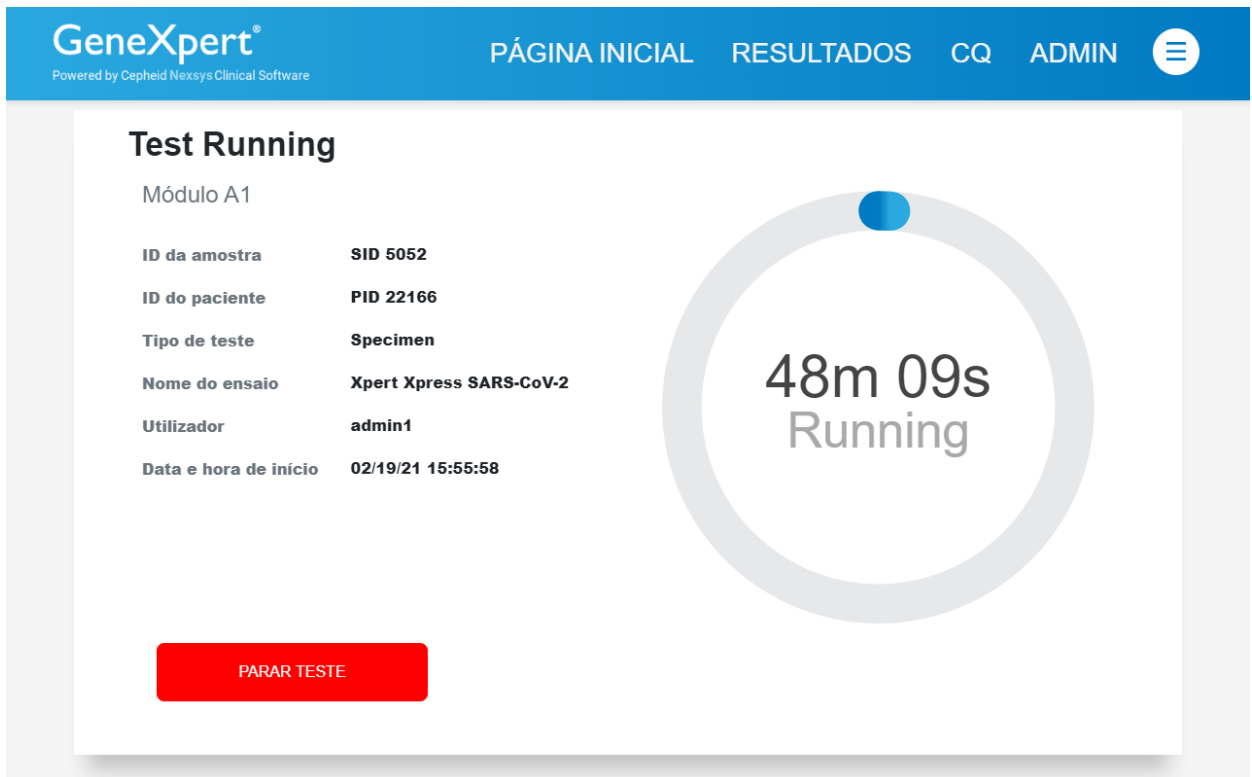 GeneXpert®
Powered by Cepheid Nexsys Clinical Software
PÁGINA INICIAL RESULTADOS CQ ADMIN
Test Running
Módulo A1
ID da amostra SID 5052
ID do paciente PID 22166
Tipo de teste Specimen
Nome do ensaio Xpert Xpress SARS-CoV-2
Utilizador admin1
Data e hora de início 02/19/21 15:55:58
48m 09s
Running
PARAR TESTE